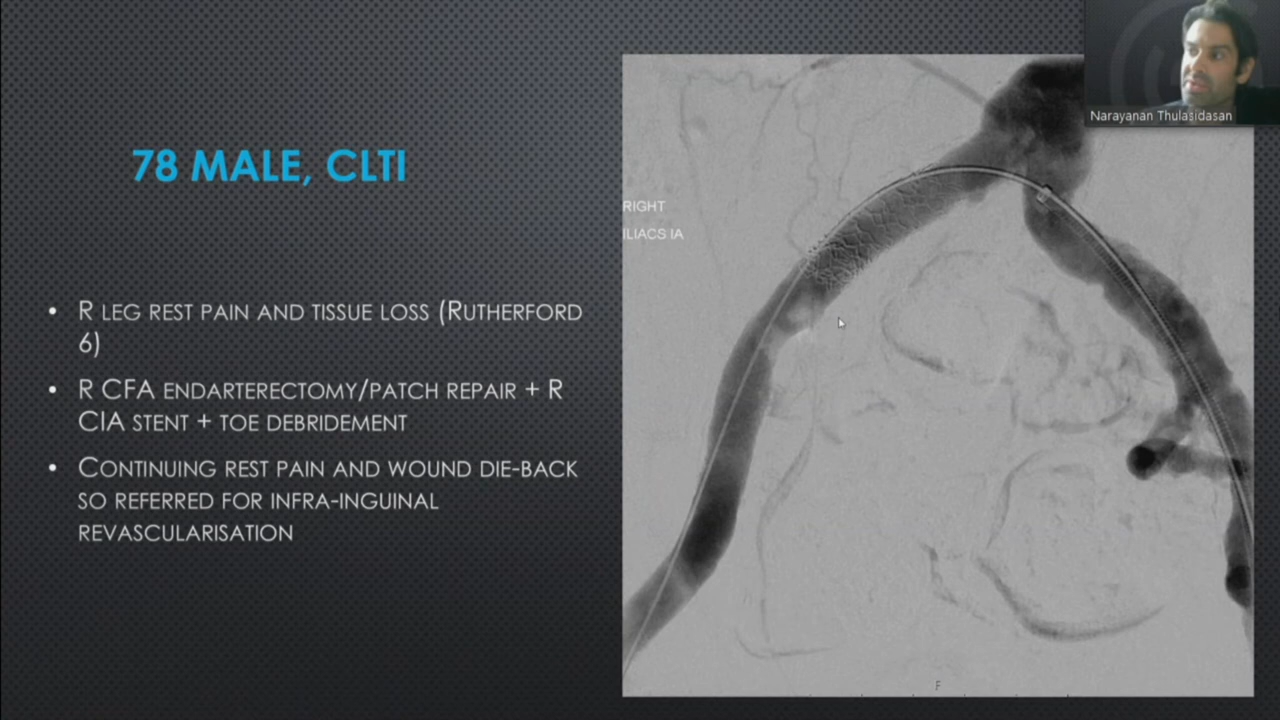 78 MALE, CLTI
• R LEG REST PAIN AND TISSUE LOSS (RUTHERFORD
6)
• R CFA ENDARTERECTOMY/PATCH REPAIR + R
CIA STENT + TOE DEBRIDEMENT
• CONTINUING REST PAIN AND WOUND DIE-BACK
SO REFERRED FOR INFRA-INGUINAL
REVASCULARISATION
RIGHT
ILIACS IA
F
Narayanan Thulasidasan